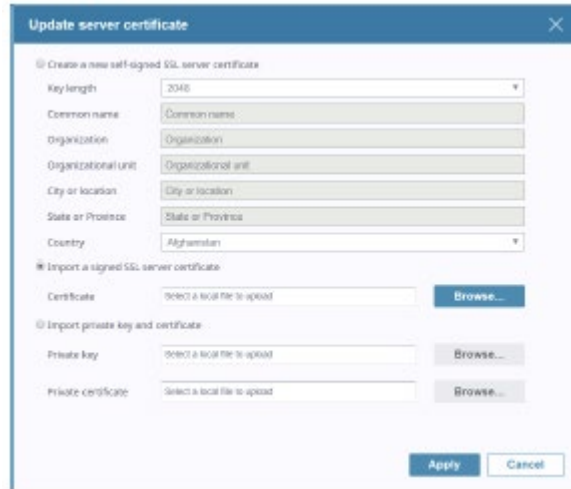 Update server certificate
Create a new self-signed SSL server certificate
Key length 2048
Common name Common name
Organization Organization
Organizational unit Organizational unit
City or location City or location
State or Province State or Province
Country Afghanistan
Import a signed SSL server certificate
Certificate Select a local file to upload Browse...
Import private key and certificate
Private key Select a local file to upload Browse...
Private certificate Select a local file to upload Browse...
Apply Cancel